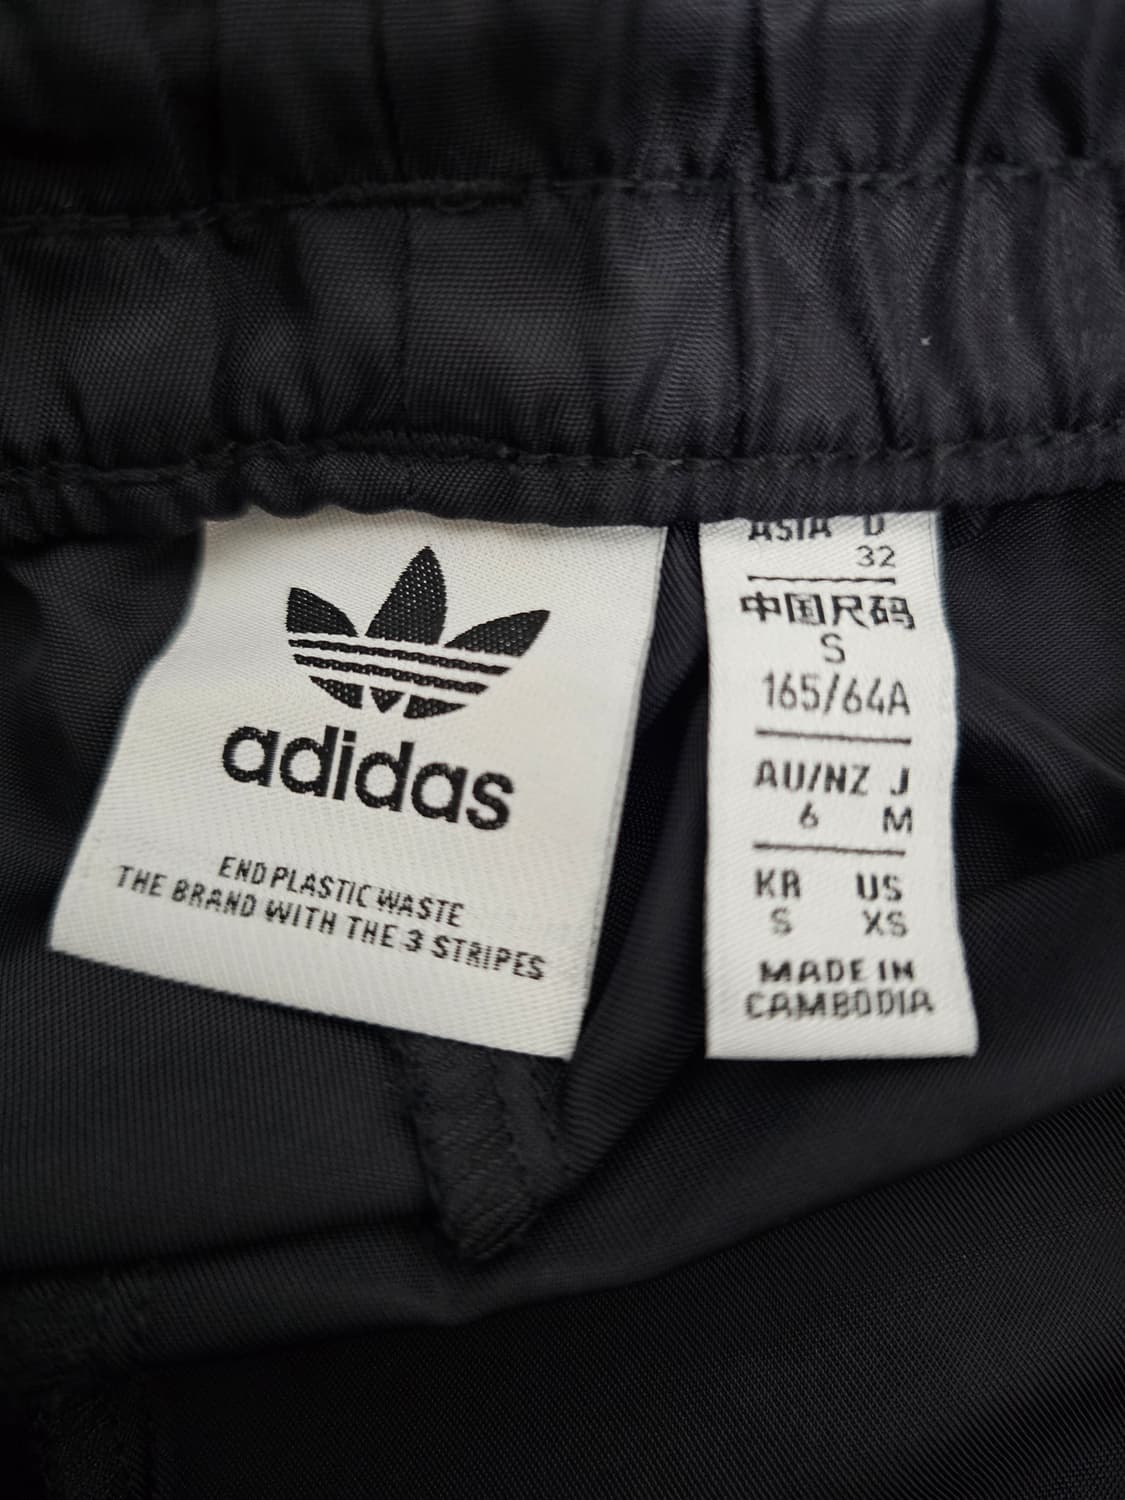 adidas
END PLASTIC WASTE
THE BRAND WITH THE 3 STRIPES
ASIA D
32
中国尺码
S
165/64A
AU/NZ J
6 M
KR US
S XS
MADE IN
CAMBODIA